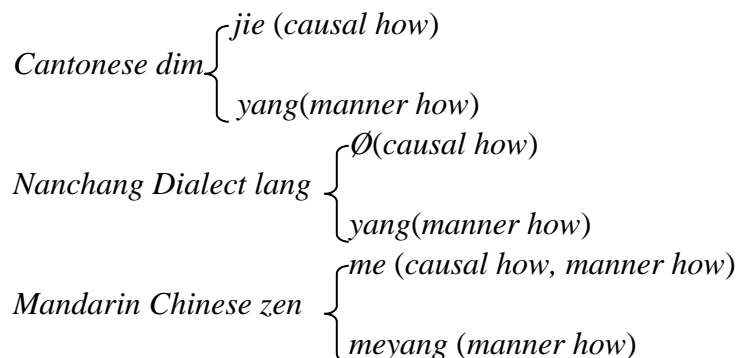 jie (causal how)
Cantonese dim
yang(manner how)
Ø(causal how)
Nanchang Dialect lang
yang(manner how)
me (causal how, manner how)
Mandarin Chinese zen
meyang (manner how)